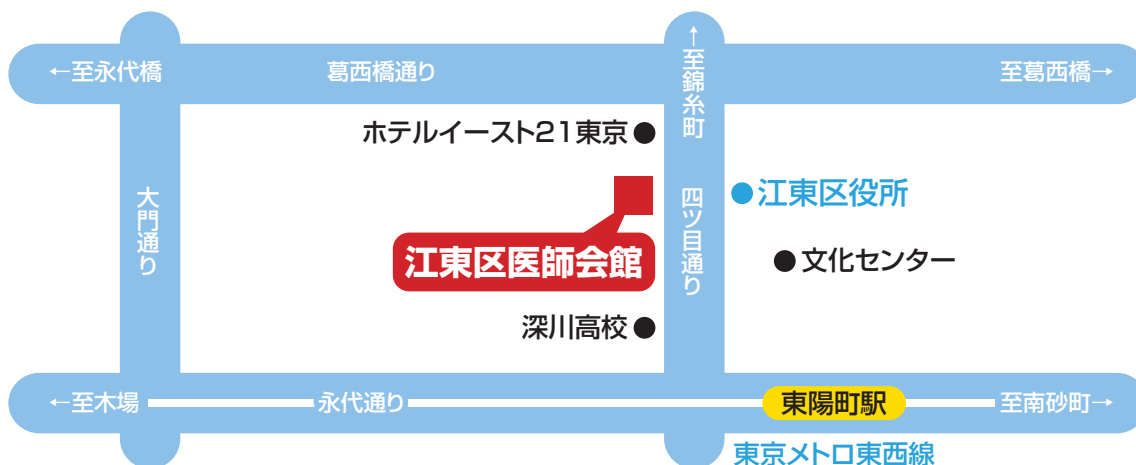 ←至永代橋
葛西橋通り
↑至錦糸町
至葛西橋→
ホテルイースト21東京
大門通り
四ツ目通り
江東区役所
江東区医師会館
文化センター
深川高校
←至木場
永代通り
東陽町駅
至南砂町→
東京メトロ東西線